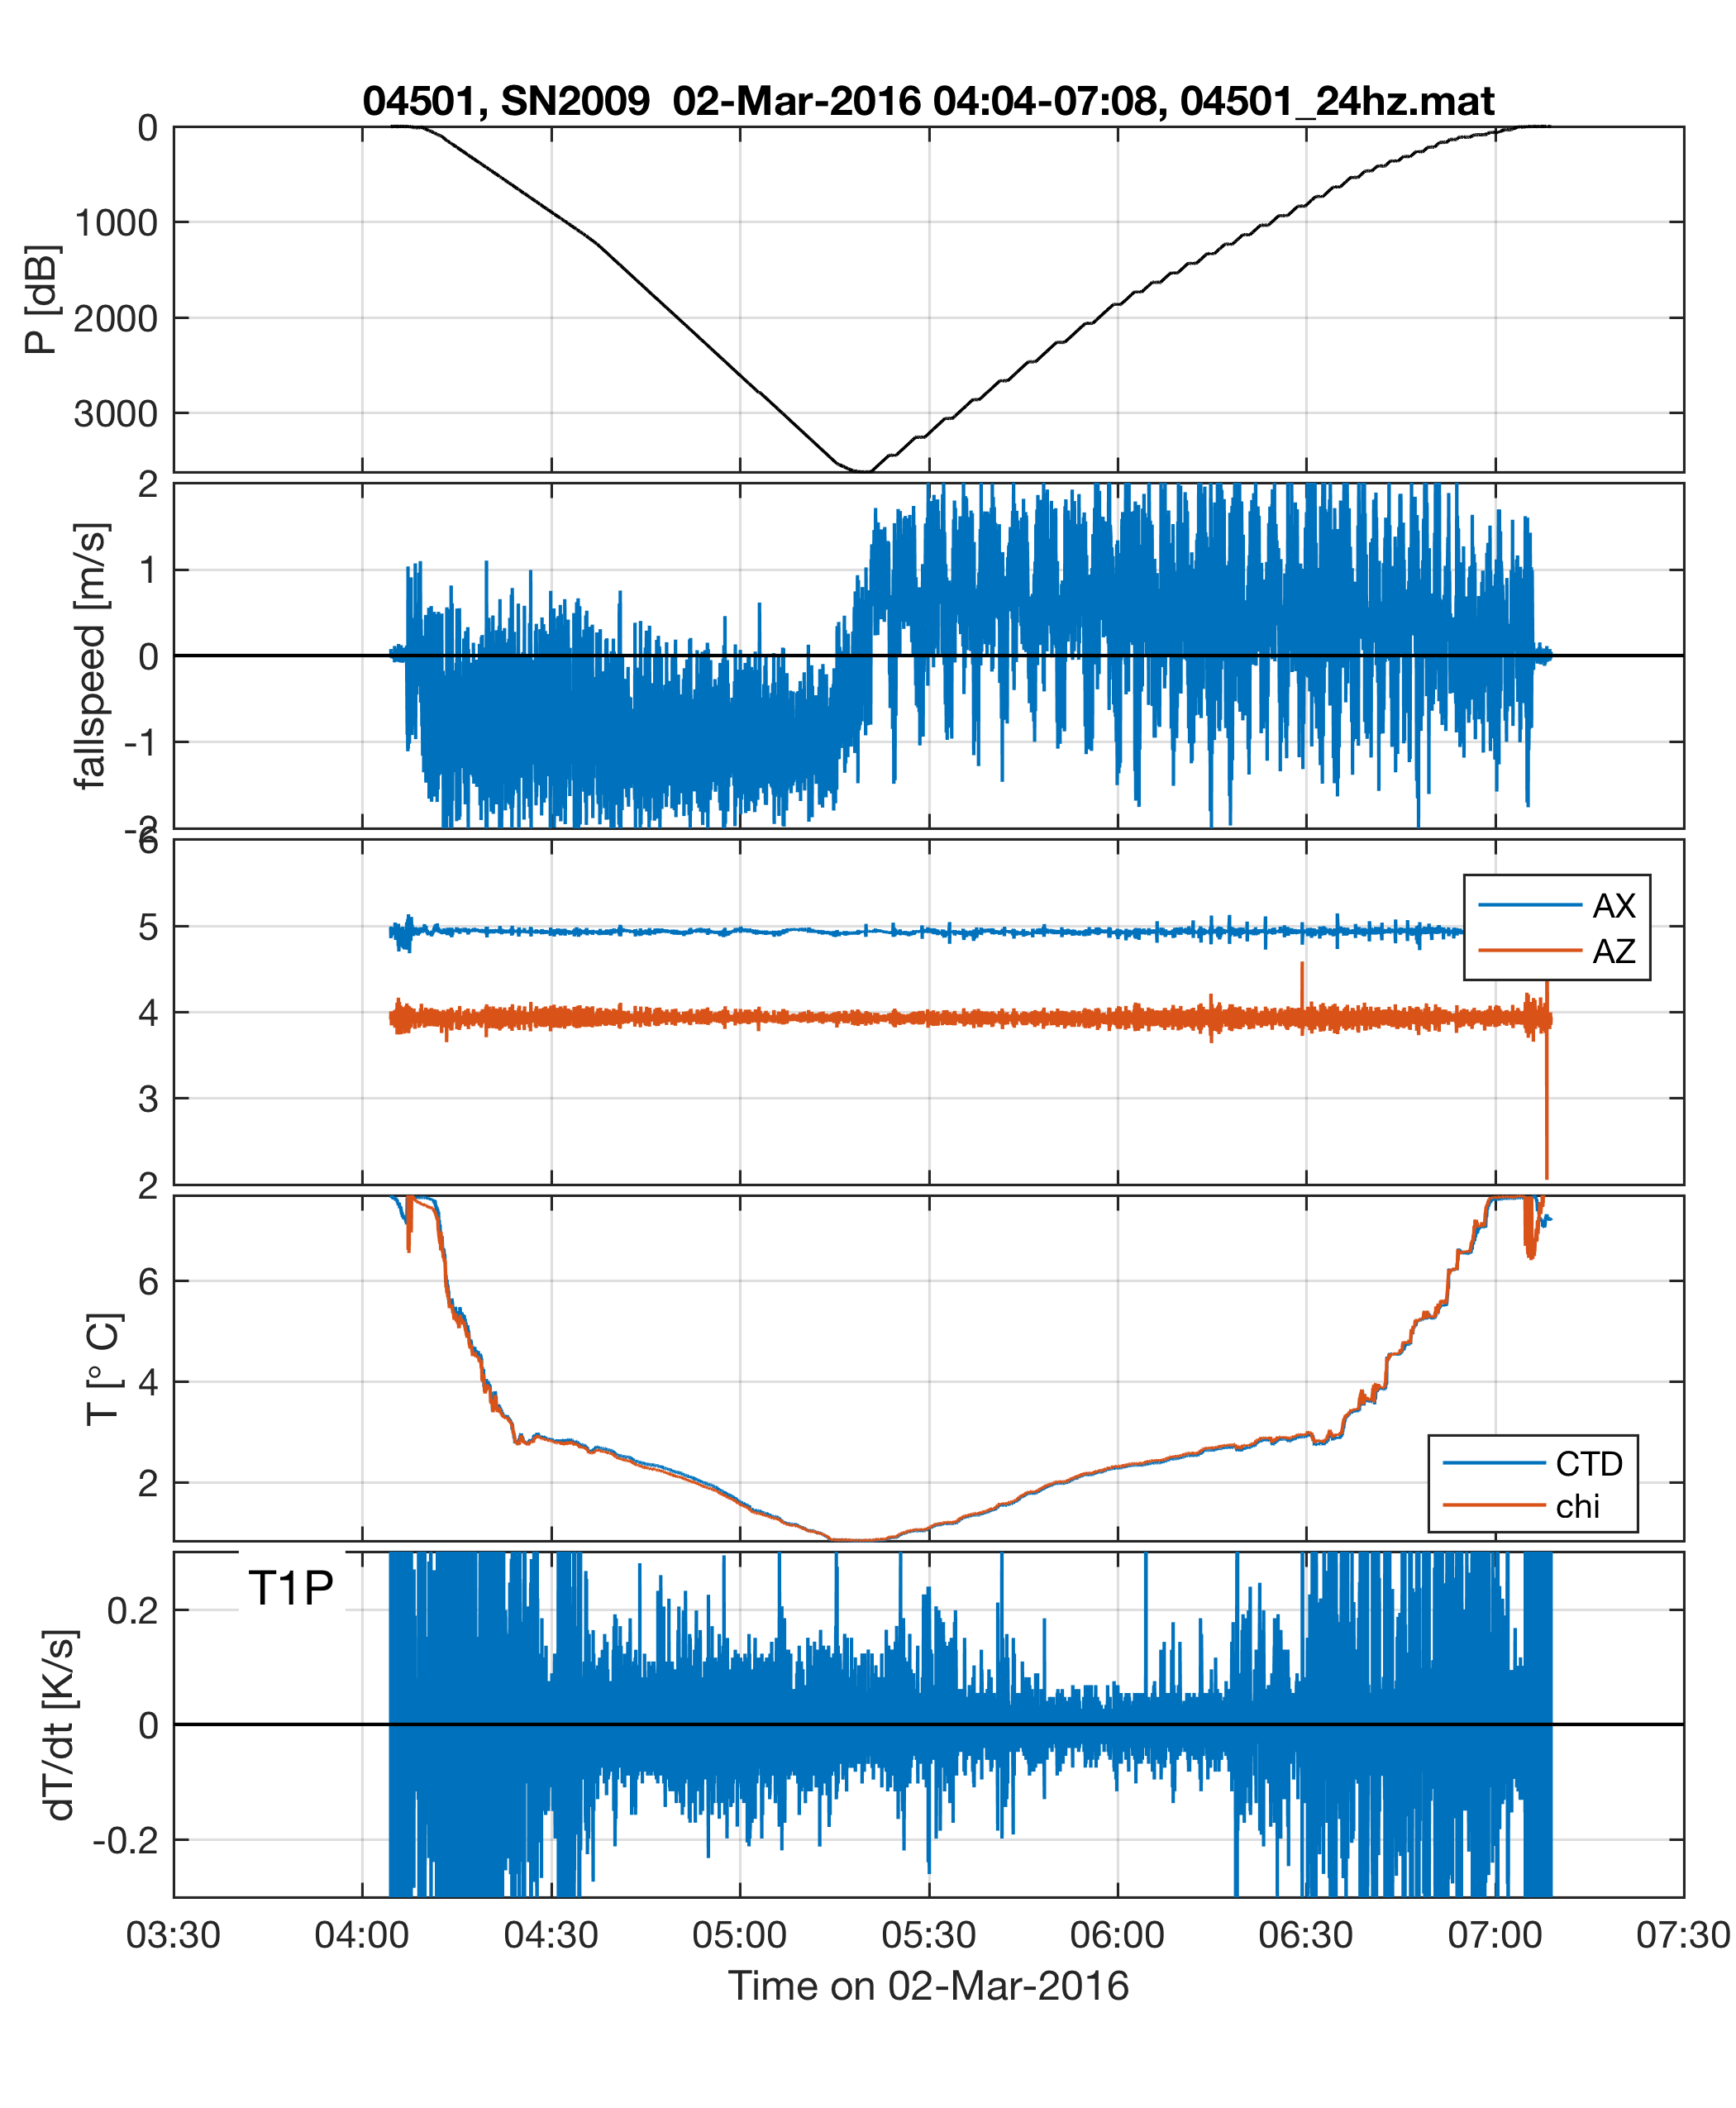 04501, SN2009  02-Mar-2016 04:04-07:08, 04501_24hz.mat
0
1000
2000
3000
P [dB]
2
1
0
-1
-2
fallspeed [m/s]
6
5
4
3
2
AX
AZ
6
4
2
T [° C]
CTD
chi
T1P
0.2
0
-0.2
dT/dt [K/s]
03:30 04:00 04:30 05:00 05:30 06:00 06:30 07:00 07:30
Time on 02-Mar-2016